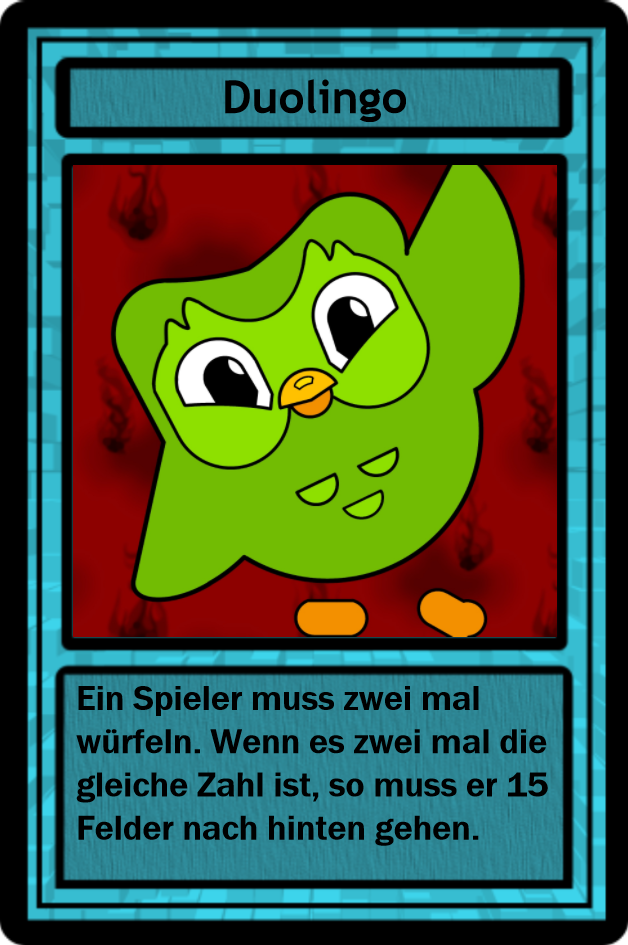 Duolingo
Ein Spieler muss zwei mal
würfeln. Wenn es zwei mal die
gleiche Zahl ist, so muss er 15
Felder nach hinten gehen.